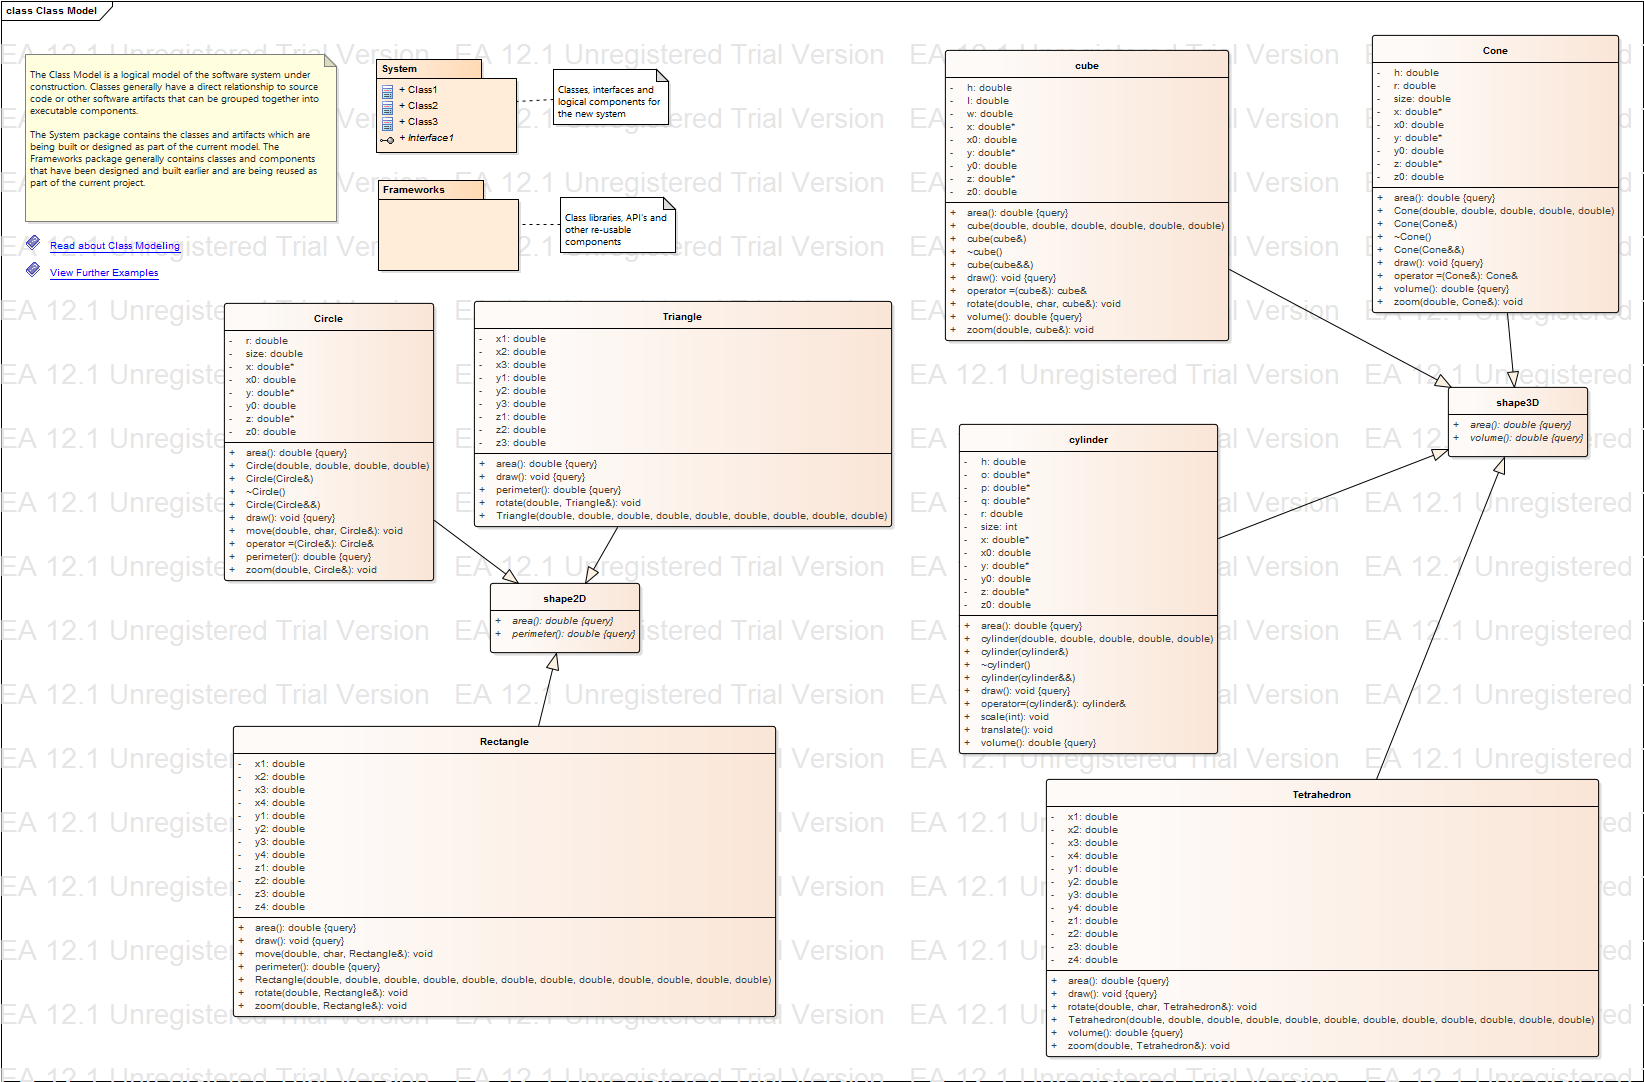 class Class Model
The Class Model is a logical model of the software system under
construction. Classes generally have a direct relationship to source
code or other software artifacts that can be grouped together into
executable components.
The System package contains the classes and artifacts which are
being built or designed as part of the current model. The
Frameworks package generally contains classes and components
that have been designed and built earlier and are being reused as
part of the current project.
Read about Class Modeling
View Further Examples
System
+ Class1
+ Class2
+ Class3
+ Interface1
Classes, interfaces and
logical components for
the new system
Frameworks
Class libraries, API's and
other re-usable
components
Circle
- r: double
- size: double
- x: double*
- x0: double
- y: double*
- y0: double
- z: double*
- z0: double
+ area(): double {query}
+ Circle(double, double, double, double)
+ Circle(Circle&)
+ ~Circle()
+ Circle(Circle&&)
+ draw(): void {query}
+ move(double, char, Circle&): void
+ operator =(Circle&): Circle&
+ perimeter(): double {query}
+ zoom(double, Circle&): void
Triangle
- x1: double
- x2: double
- x3: double
- y1: double
- y2: double
- y3: double
- z1: double
- z2: double
- z3: double
+ area(): double {query}
+ draw(): void {query}
+ perimeter(): double {query}
+ rotate(double, Triangle&): void
+ Triangle(double, double, double, double, double, double, double, double, double)
shape2D
+ area(): double {query}
+ perimeter(): double {query}
Rectangle
- x1: double
- x2: double
- x3: double
- x4: double
- y1: double
- y2: double
- y3: double
- y4: double
- z1: double
- z2: double
- z3: double
- z4: double
+ area(): double {query}
+ draw(): void {query}
+ move(double, char, Rectangle&): void
+ perimeter(): double {query}
+ Rectangle(double, double, double, double, double, double, double, double, double, double, double, double)
+ rotate(double, Rectangle&): void
+ zoom(double, Rectangle&): void
cube
- h: double
- l: double
- w: double
- x: double*
- x0: double
- y: double*
- y0: double
- z: double*
- z0: double
+ area(): double {query}
+ cube(double, double, double, double, double, double)
+ cube(cube&)
+ ~cube()
+ cube(cube&&)
+ draw(): void {query}
+ operator =(cube&): cube&
+ rotate(double, char, cube&): void
+ volume(): double {query}
+ zoom(double, cube&): void
Cone
- h: double
- r: double
- size: double
- x: double*
- x0: double
- y: double*
- y0: double
- z: double*
- z0: double
+ area(): double {query}
+ Cone(double, double, double, double, double)
+ Cone(Cone&)
+ ~Cone()
+ Cone(Cone&&)
+ draw(): void {query}
+ operator =(Cone&): Cone&
+ volume(): double {query}
+ zoom(double, Cone&): void
shape3D
+ area(): double {query}
+ volume(): double {query}
cylinder
- h: double
- o: double*
- p: double*
- q: double*
- r: double
- size: int
- x: double*
- x0: double
- y: double*
- y0: double
- z: double*
- z0: double
+ area(): double {query}
+ cylinder(double, double, double, double, double)
+ cylinder(cylinder&)
+ ~cylinder()
+ cylinder(cylinder&&)
+ draw(): void {query}
+ operator=(cylinder&): cylinder&
+ scale(int): void
+ translate(): void
+ volume(): double {query}
Tetrahedron
- x1: double
- x2: double
- x3: double
- x4: double
- y1: double
- y2: double
- y3: double
- y4: double
- z1: double
- z2: double
- z3: double
- z4: double
+ area(): double {query}
+ draw(): void {query}
+ rotate(double, char, Tetrahedron&): void
+ Tetrahedron(double, double, double, double, double, double, double, double, double, double, double, double)
+ volume(): double {query}
+ zoom(double, Tetrahedron&): void
EA 12.1 Unregistered Trial Version